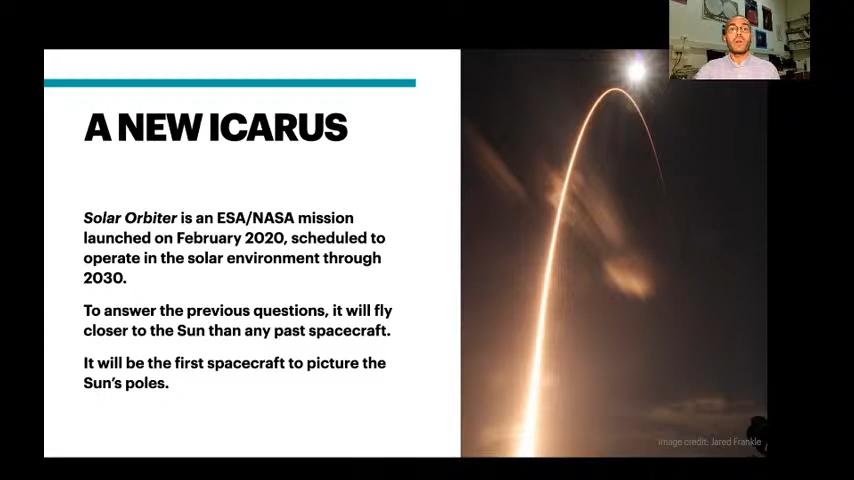 A NEW ICARUS
Solar Orbiter is an ESA/NASA mission
launched on February 2020, scheduled to
operate in the solar environment through
2030.
To answer the previous questions, it will fly
closer to the Sun than any past spacecraft.
It will be the first spacecraft to picture the
Sun's poles.
image credit: Jared Frankle